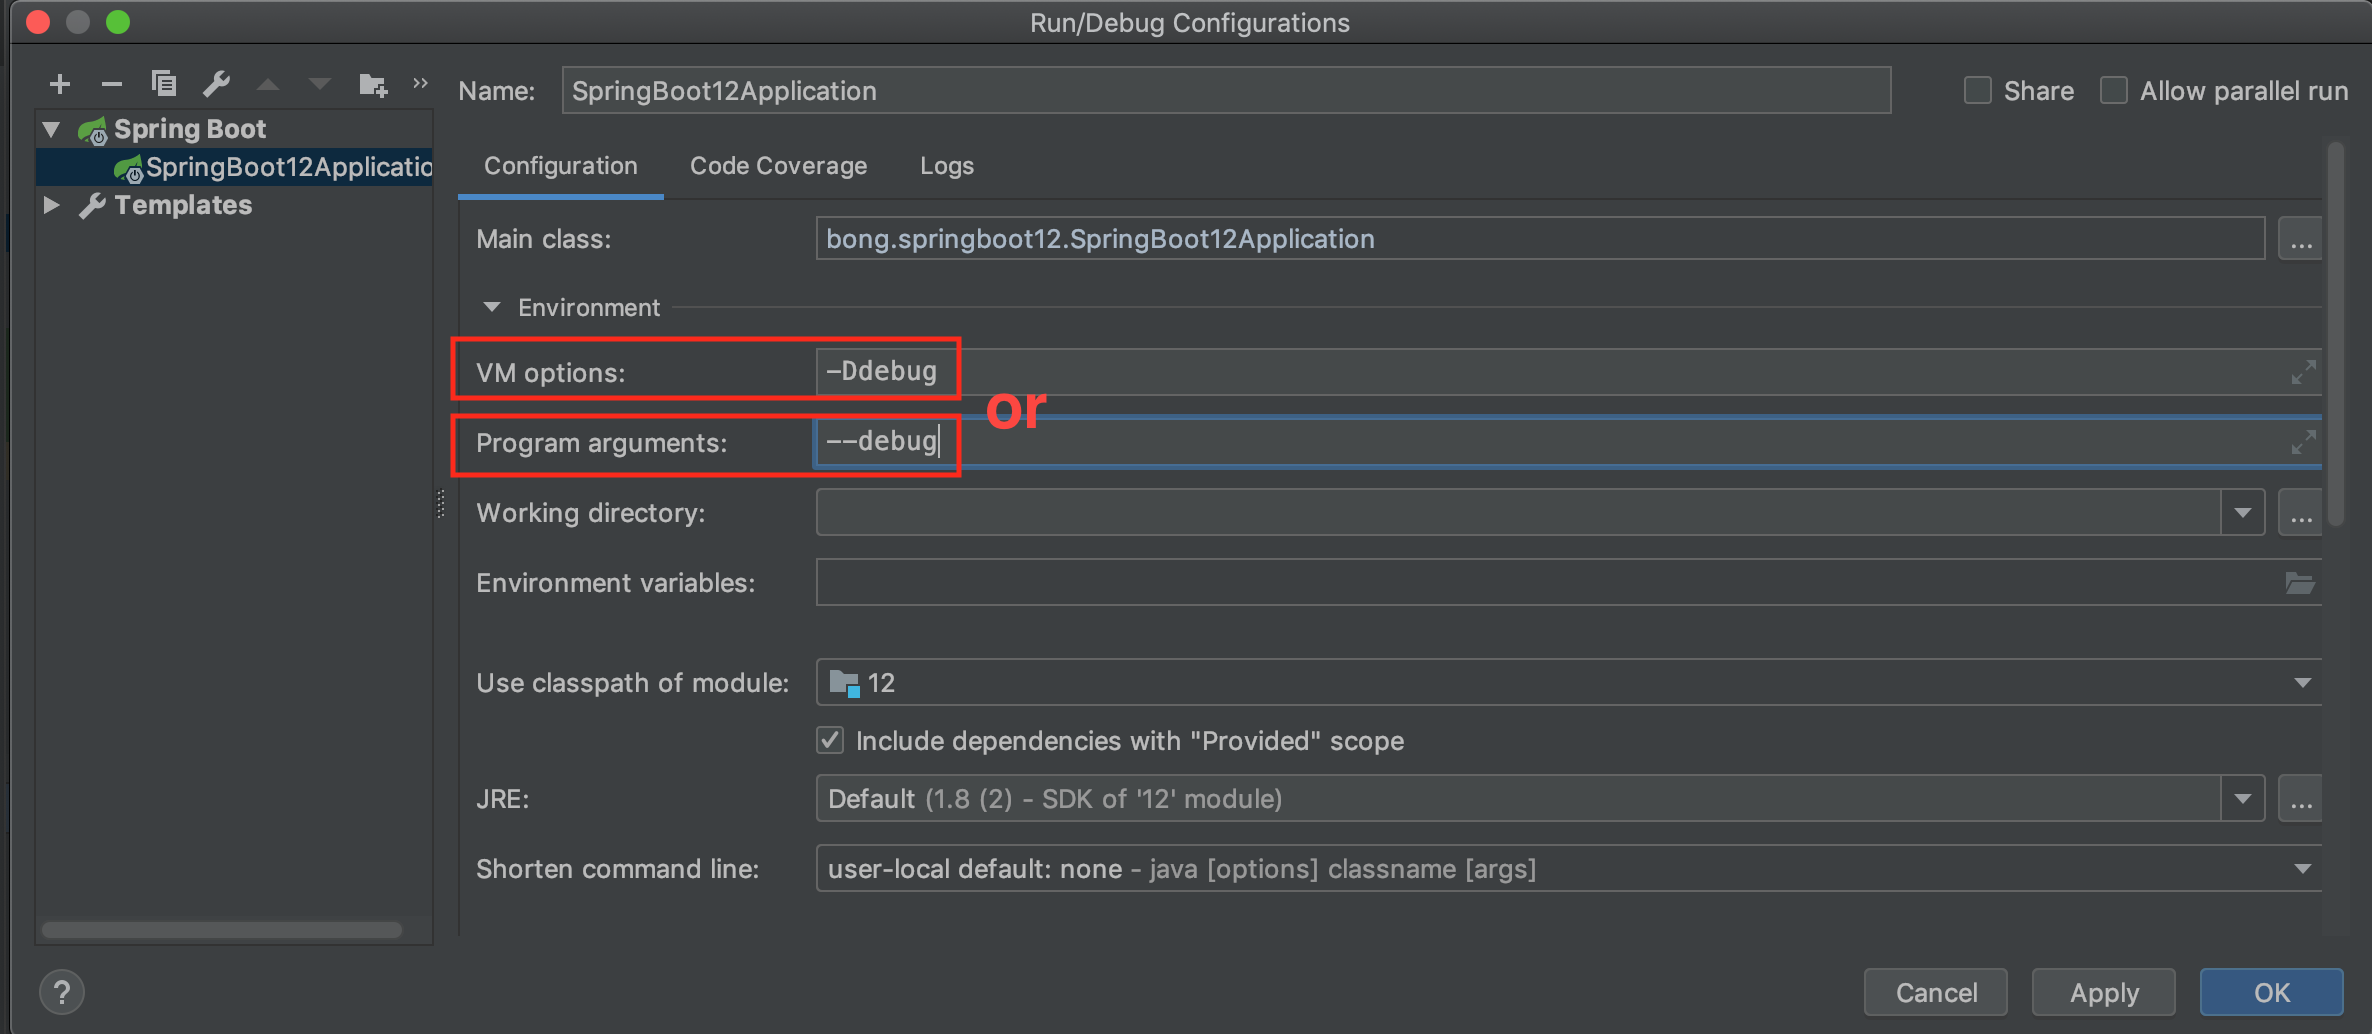 Run/Debug Configurations
Name: SpringBoot12Application Share Allow parallel run
Spring Boot
SpringBoot12Applicatio
Templates
Configuration Code Coverage Logs
Main class: bong.springboot12.SpringBoot12Application ...
Environment
VM options: -Ddebug
or
Program arguments: --debug
Working directory: ...
Environment variables:
Use classpath of module: 12
Include dependencies with "Provided" scope
JRE: Default (1.8 (2) - SDK of '12' module) ...
Shorten command line: user-local default: none - java [options] classname [args]
? Cancel Apply OK